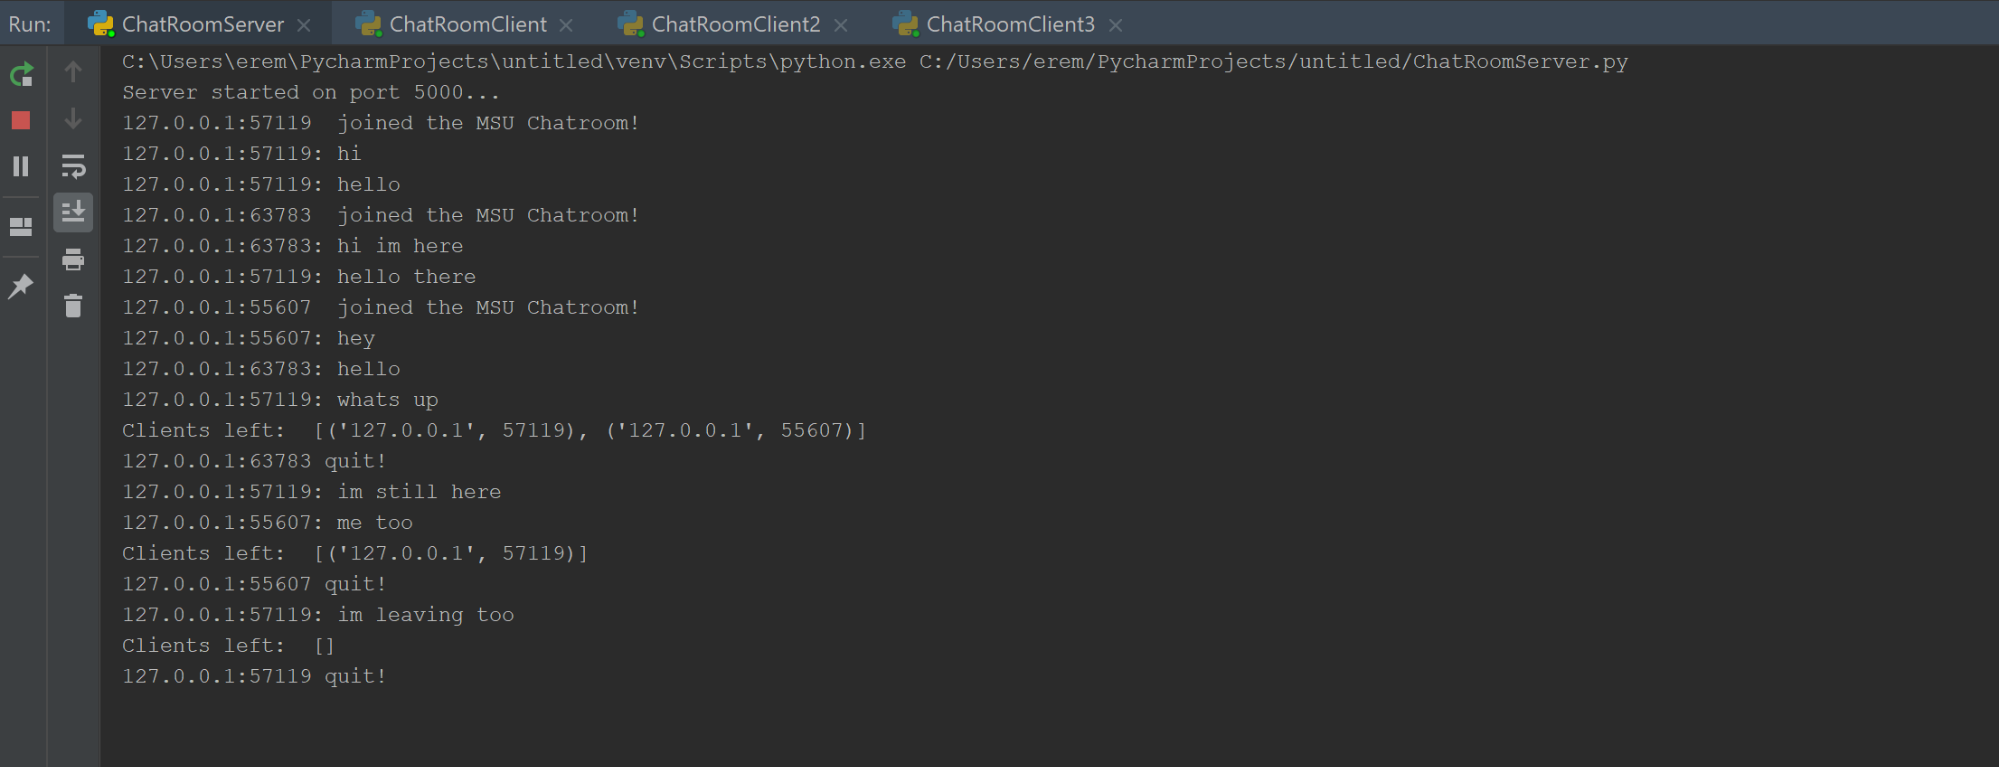 Run: ChatRoomServer ChatRoomClient ChatRoomClient2 ChatRoomClient3
C:\Users\erem\PycharmProjects\untitled\venv\Scripts\python.exe C:/Users/erem/PycharmProjects/untitled/ChatRoomServer.py
Server started on port 5000...
127.0.0.1:57119  joined the MSU Chatroom!
127.0.0.1:57119: hi
127.0.0.1:57119: hello
127.0.0.1:63783  joined the MSU Chatroom!
127.0.0.1:63783: hi im here
127.0.0.1:57119: hello there
127.0.0.1:55607  joined the MSU Chatroom!
127.0.0.1:55607: hey
127.0.0.1:63783: hello
127.0.0.1:57119: whats up
Clients left:  [('127.0.0.1', 57119), ('127.0.0.1', 55607)]
127.0.0.1:63783 quit!
127.0.0.1:57119: im still here
127.0.0.1:55607: me too
Clients left:  [('127.0.0.1', 57119)]
127.0.0.1:55607 quit!
127.0.0.1:57119: im leaving too
Clients left:  []
127.0.0.1:57119 quit!